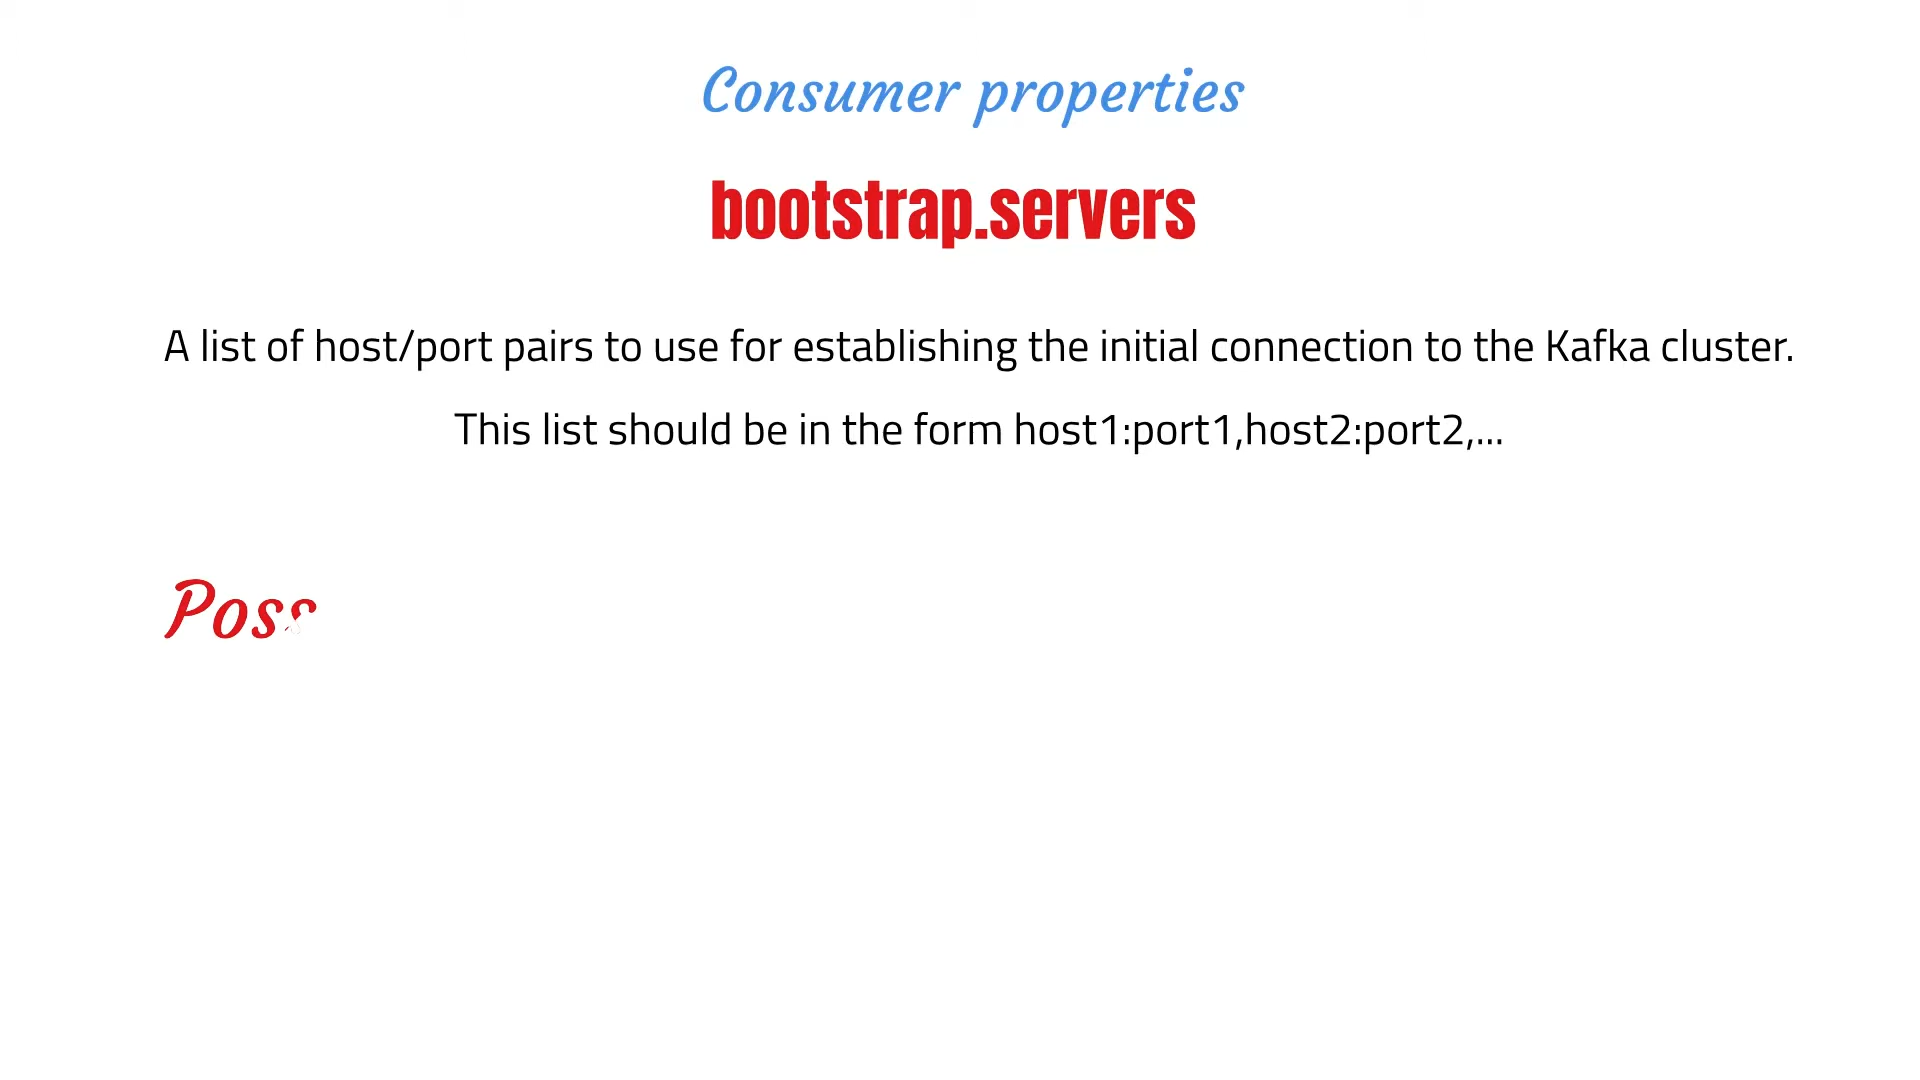 Consumer properties
bootstrap.servers
A list of host/port pairs to use for establishing the initial connection to the Kafka cluster.
This list should be in the form host1:port1,host2:port2,...
Poss